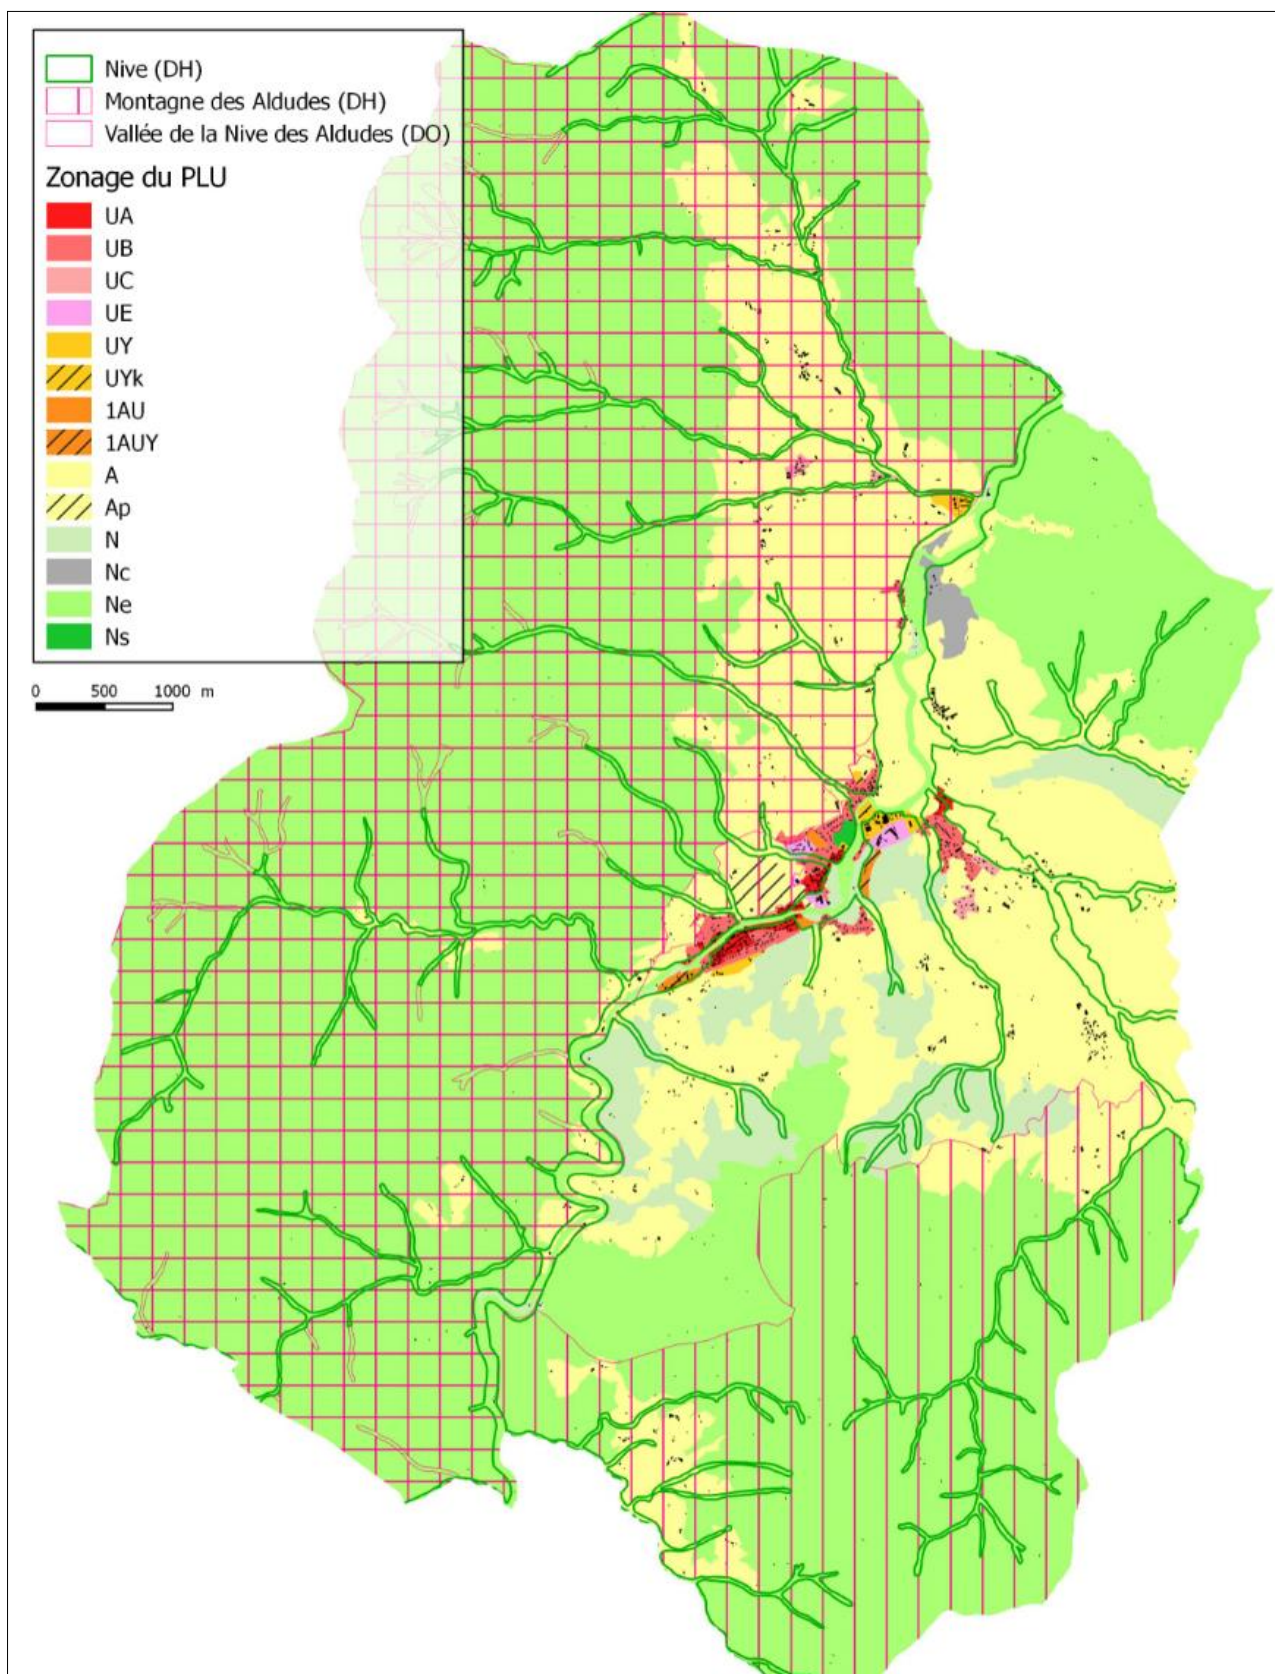 Nive (DH)
Montagne des Aldudes (DH)
Vallée de la Nive des Aldudes (DO)
Zonage du PLU
UA
UB
UC
UE
UY
UYk
1AU
1AUY
A
Ap
N
Nc
Ne
Ns
0 500 1000 m